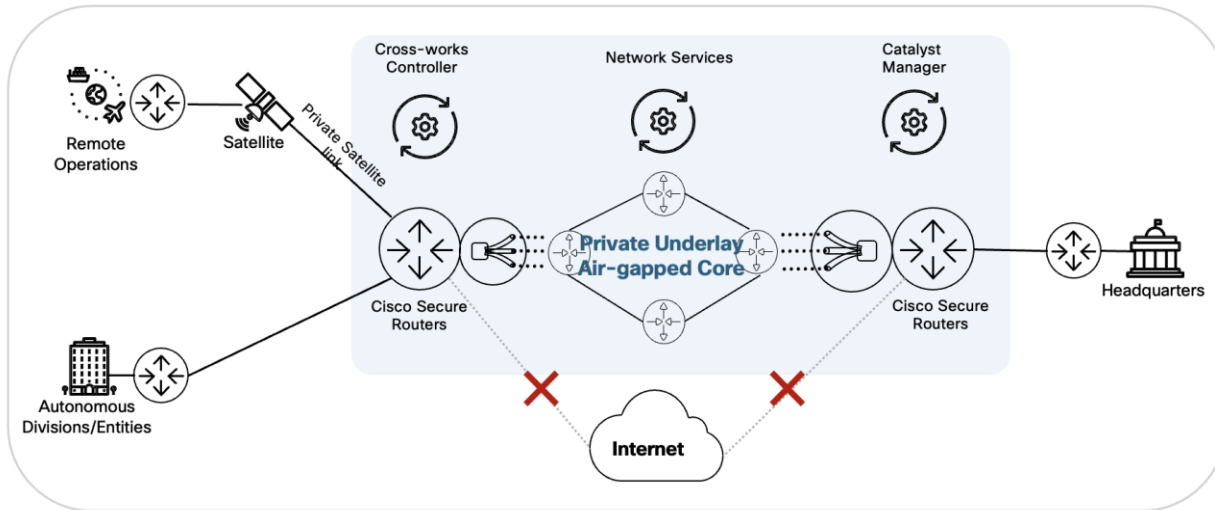 Cross-works
Controller
Network Services
Catalyst
Manager
Remote
Operations
Satellite
Private Satellite
link
Private Underlay
Air-gapped Core
Cisco Secure
Routers
Cisco Secure
Routers
Headquarters
Autonomous
Divisions/Entities
Internet